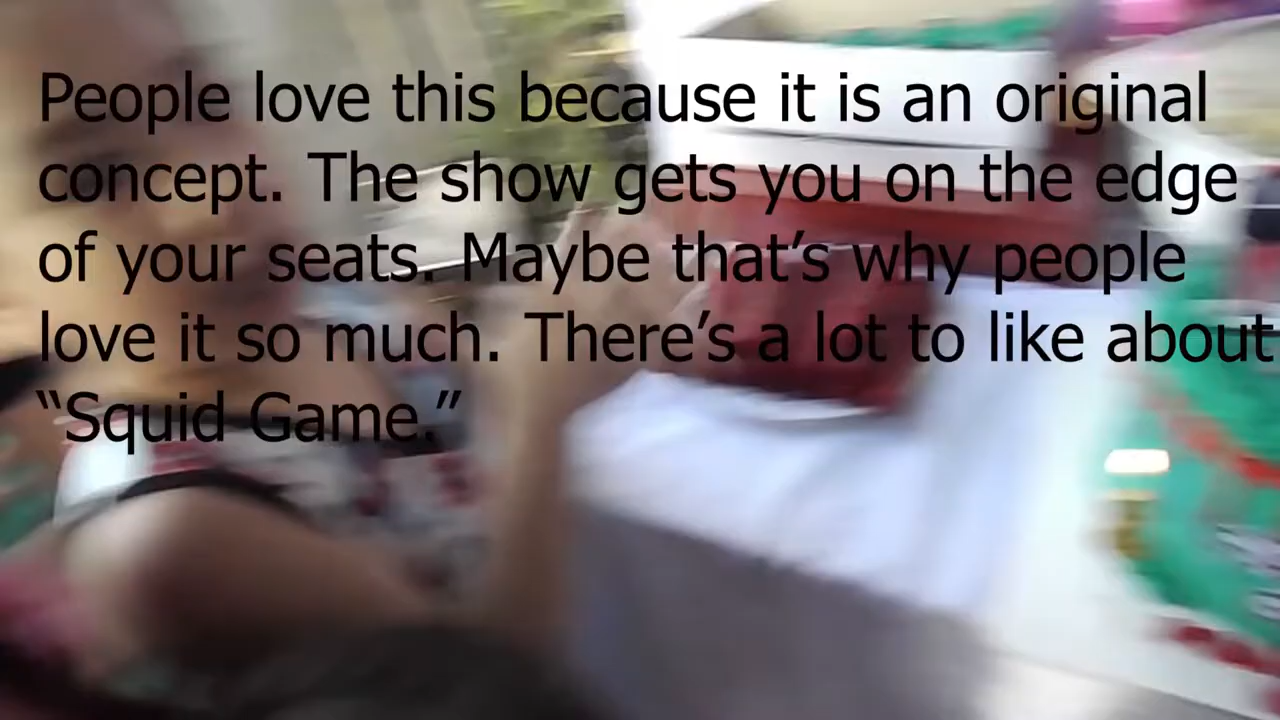 People love this because it is an original
concept. The show gets you on the edge
of your seats. Maybe that’s why people
love it so much. There’s a lot to like about
“Squid Game.”